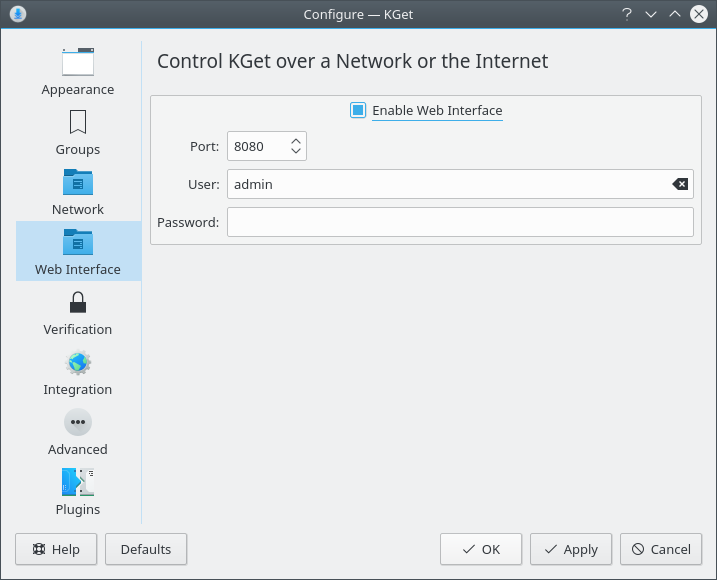 Configure — KGet
Appearance
Groups
Network
Web Interface
Verification
Integration
Advanced
Plugins
Control KGet over a Network or the Internet
Enable Web Interface
Port: 8080
User: admin
Password:
Help Defaults OK Apply Cancel